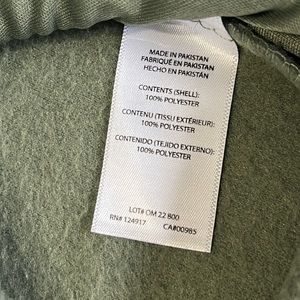 MADE IN PAKISTAN
FABRIQUÉ EN PAKISTAN
HECHO EN PAKISTÁN
CONTENTS (SHELL):
100% POLYESTER
CONTENU (TISSU EXTÉRIEUR):
100% POLYESTER
CONTENIDO (TEJIDO EXTERNO):
100% POLYESTER
LOT# OM 22 800
RN# 124917 CA#00985